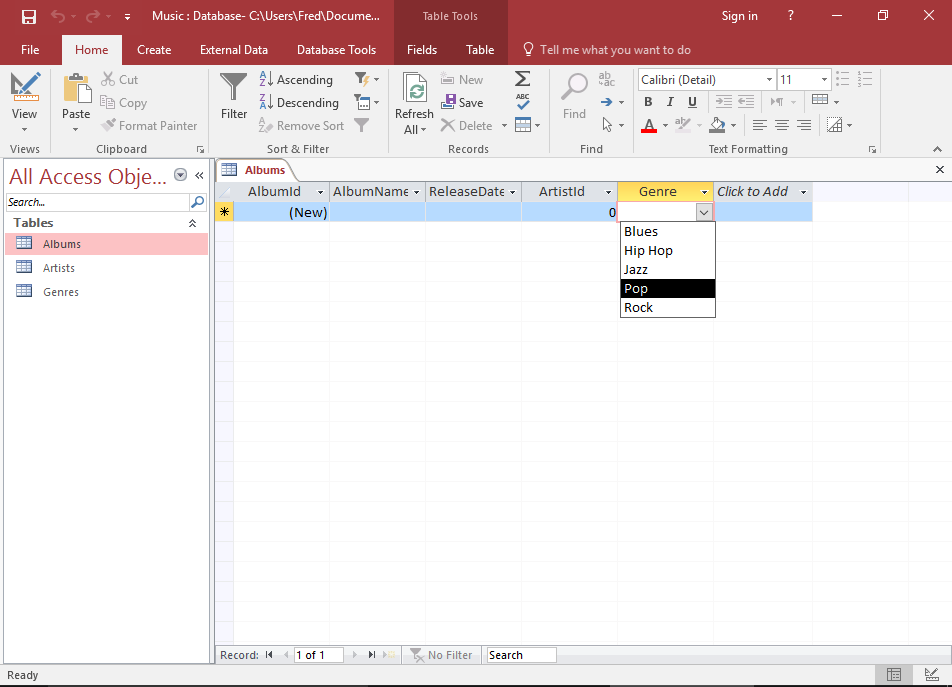 Music : Database- C:\Users\Fred\Docume...
Table Tools
Sign in
?
File
Home
Create
External Data
Database Tools
Fields
Table
Tell me what you want to do
View
Paste
Cut
Copy
Format Painter
Filter
Ascending
Descending
Remove Sort
Refresh
All
New
Save
Delete
Σ
ABC
Find
ab
ac
Calibri (Detail)
11
B I U
A
ab
Views
Clipboard
Sort & Filter
Records
Find
Text Formatting
All Access Obje...
Search...
Tables
Albums
Artists
Genres
Albums
AlbumId AlbumName ReleaseDate ArtistId Genre Click to Add
(New) 0
Blues
Hip Hop
Jazz
Pop
Rock
Record: 1 of 1 No Filter Search
Ready